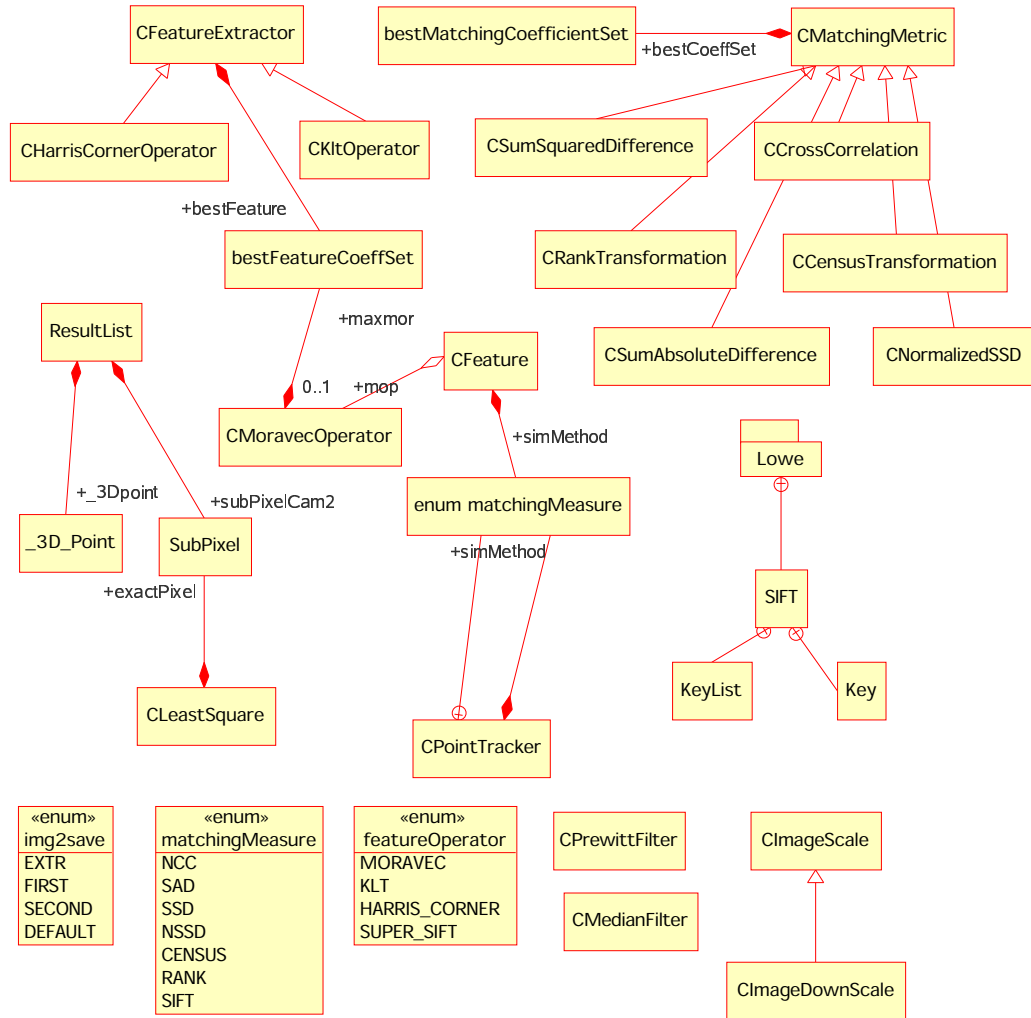 CFeatureExtractor
bestMatchingCoefficientSet
+bestCoeffSet
CMatchingMetric
CHarrisCornerOperator
CKltOperator
CSumSquaredDifference
CCrossCorrelation
+bestFeature
bestFeatureCoeffSet
CRankTransformation
CCensusTransformation
ResultList
+maxmor
CFeature
CSumAbsoluteDifference
CNormalizedSSD
0..1
+mop
CMoravecOperator
+simMethod
Lowe
+_3Dpoint
+subPixelCam2
enum matchingMeasure
_3D_Point
SubPixel
+simMethod
+exactPixel
SIFT
KeyList
Key
CLeastSquare
CPointTracker
«enum»
img2save
EXTR
FIRST
SECOND
DEFAULT
«enum»
matchingMeasure
NCC
SAD
SSD
NSSD
CENSUS
RANK
SIFT
«enum»
featureOperator
MORAVEC
KLT
HARRIS_CORNER
SUPER_SIFT
CPrewittFilter
CImageScale
CMedianFilter
CImageDownScale